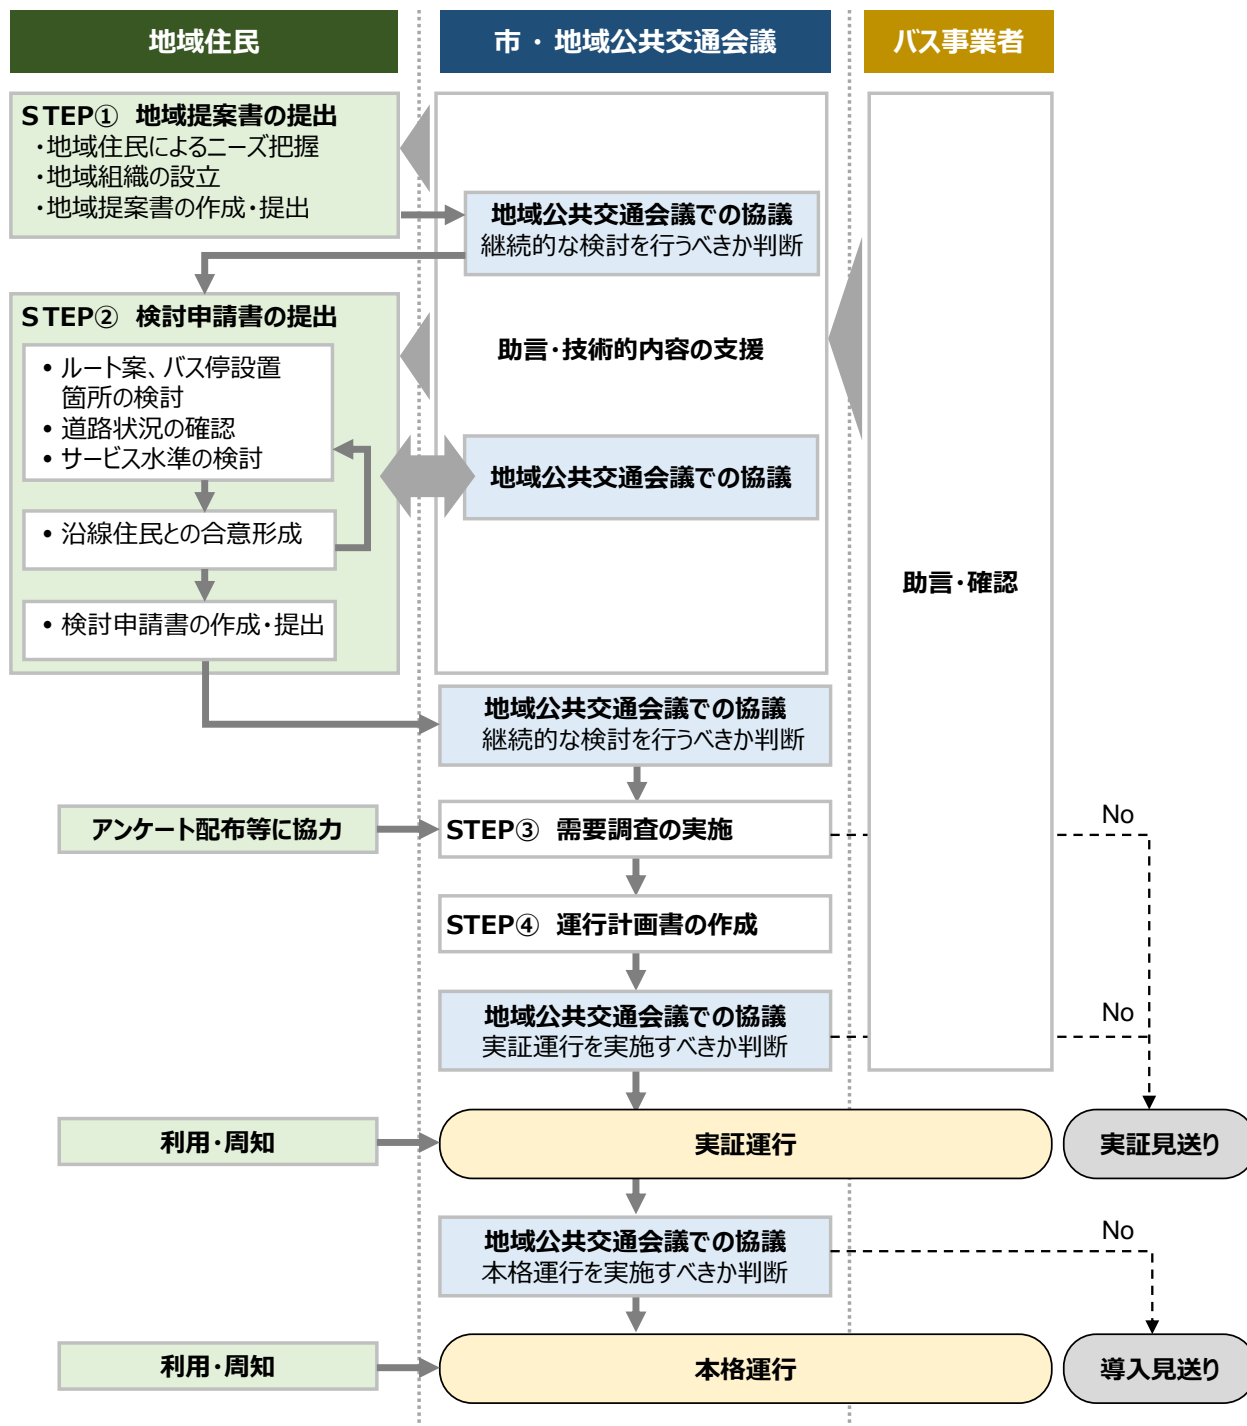 地域住民
市・地域公共交通会議
バス事業者
STEP① 地域提案書の提出
・地域住民によるニーズ把握
・地域組織の設立
・地域提案書の作成・提出
地域公共交通会議での協議
継続的な検討を行うべきか判断
STEP② 検討申請書の提出
• ルート案、バス停設置
箇所の検討
• 道路状況の確認
• サービス水準の検討
• 沿線住民との合意形成
• 検討申請書の作成・提出
助言・技術的内容の支援
地域公共交通会議での協議
助言・確認
地域公共交通会議での協議
継続的な検討を行うべきか判断
アンケート配布等に協力
STEP③ 需要調査の実施
No
STEP④ 運行計画書の作成
地域公共交通会議での協議
実証運行を実施すべきか判断
No
利用・周知
実証運行
実証見送り
地域公共交通会議での協議
本格運行を実施すべきか判断
No
利用・周知
本格運行
導入見送り